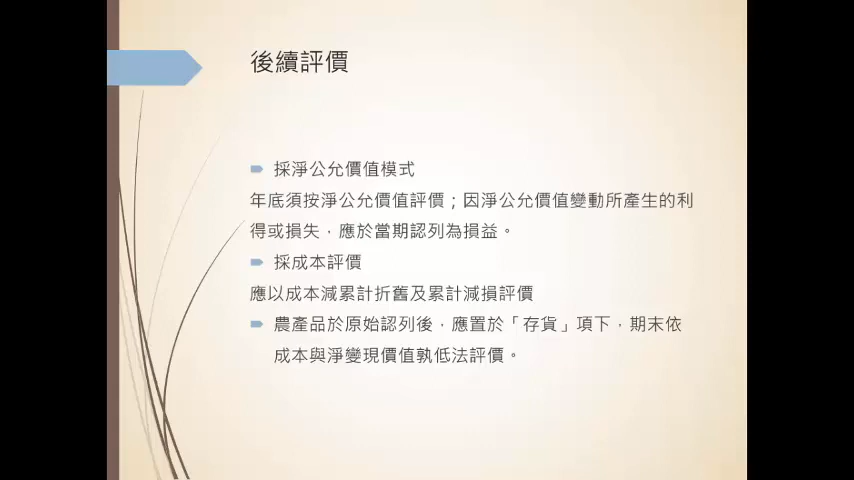 後續評價
採淨公允價值模式
年底須按淨公允價值評價；因淨公允價值變動所產生的利
得或損失，應於當期認列為損益。
採成本評價
應以成本減累計折舊及累計減損評價
農產品於原始認列後，應置於「存貨」項下，期末依
成本與淨變現價值孰低法評價。